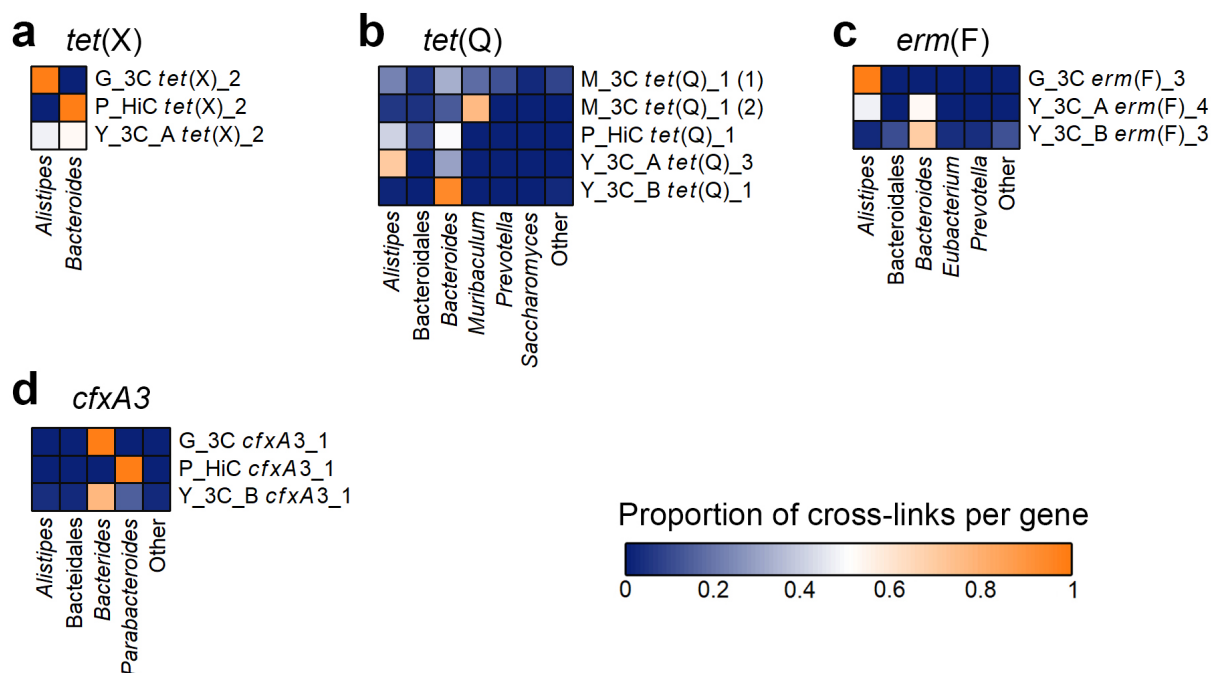 a
tet(X)
G_3C tet(X)_2
P_HiC tet(X)_2
Y_3C_A tet(X)_2
Alistipes
Bacteroides
b
tet(Q)
M_3C tet(Q)_1 (1)
M_3C tet(Q)_1 (2)
P_HiC tet(Q)_1
Y_3C_A tet(Q)_3
Y_3C_B tet(Q)_1
Alistipes
Bacteroidales
Bacteroides
Muribaculum
Prevotella
Saccharomyces
Other
c
erm(F)
G_3C erm(F)_3
Y_3C_A erm(F)_4
Y_3C_B erm(F)_3
Alistipes
Bacteroidales
Bacteroides
Eubacterium
Prevotella
Other
d
cfxA3
G_3C cfxA3_1
P_HiC cfxA3_1
Y_3C_B cfxA3_1
Alistipes
Bacteidales
Bacterides
Parabacteroides
Other
Proportion of cross-links per gene
0 0.2 0.4 0.6 0.8 1